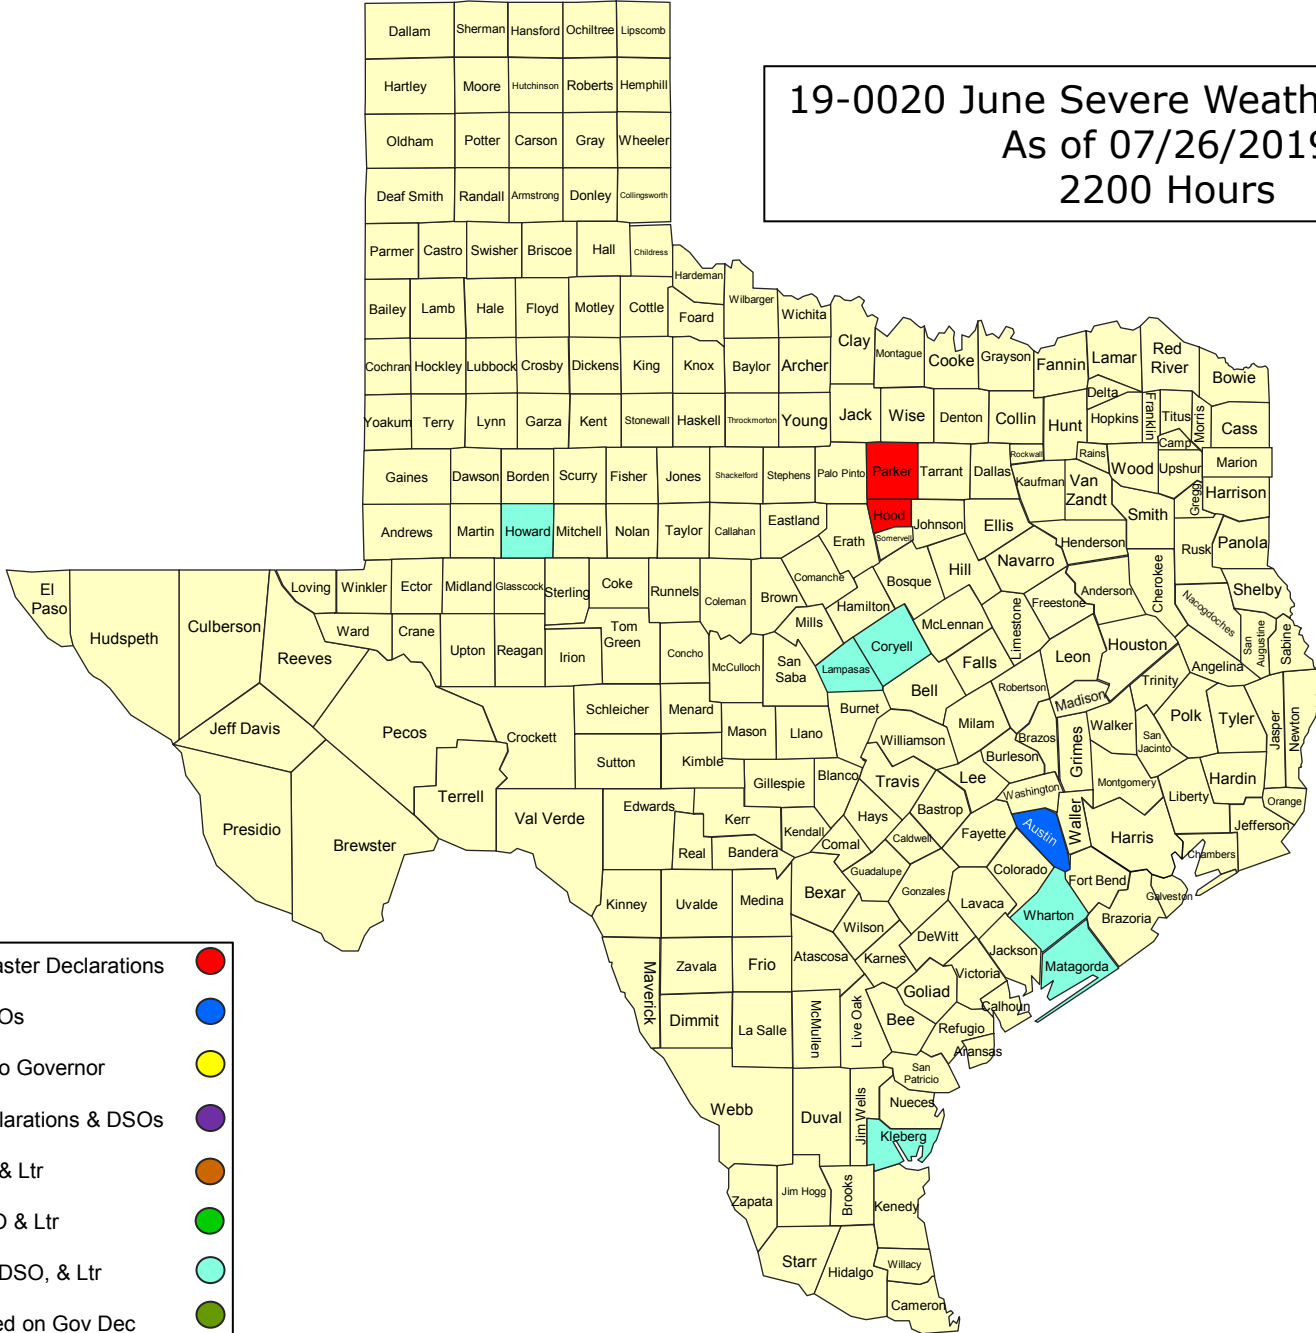 19-0020 June Severe Weath
As of 07/26/2019
2200 Hours
Dallam Sherman Hansford Ochiltree Lipscomb
Hartley Moore Hutchinson Roberts Hemphill
Oldham Potter Carson Gray Wheeler
Deaf Smith Randall Armstrong Donley Collingsworth
Parmer Castro Swisher Briscoe Hall Childress
Hardeman
Bailey Lamb Hale Floyd Motley Cottle Foard Wilbarger Wichita
Clay Montague Cooke Grayson Fannin Lamar Red River Bowie
Cochran Hockley Lubbock Crosby Dickens King Knox Baylor Archer
Delta
Yoakum Terry Lynn Garza Kent Stonewall Haskell Throckmorton Young Jack Wise Denton Collin Hunt Hopkins Franklin Titus Morris Cass
Camp
Gaines Dawson Borden Scurry Fisher Jones Shackelford Stephens Palo Pinto Parker Tarrant Dallas Rockwall Kaufman Rains Van Zandt Wood Upshur Marion
Gregg Harrison
Andrews Martin Howard Mitchell Nolan Taylor Callahan Eastland Erath Hood Somervell Johnson Ellis Henderson Smith Rusk Panola
El Paso Hudspeth Culberson Loving Winkler Ector Midland Glasscock Sterling Coke Runnels Coleman Brown Comanche Bosque Hill Navarro Anderson Cherokee Shelby
Hamilton Freestone Limestone Nacogdoches
Reeves Ward Crane Upton Reagan Irion Tom Green Concho McCulloch San Saba Mills Lampasas Coryell McLennan Falls Leon Houston Angelina San Augustine Sabine
Jeff Davis Pecos Crockett Schleicher Menard Mason Llano Burnet Bell Milam Robertson Madison Trinity Polk Tyler Jasper Newton
Williamson Brazos Grimes Walker San Jacinto
Terrell Sutton Kimble Gillespie Blanco Travis Lee Burleson Washington Montgomery Liberty Hardin
Presidio Brewster Val Verde Edwards Kerr Kendall Hays Bastrop Caldwell Fayette Austin Waller Harris Orange Jefferson
Real Bandera Comal Guadalupe Colorado Chambers
Kinney Uvalde Medina Bexar Gonzales Lavaca Wharton Fort Bend Brazoria Galveston
Wilson DeWitt
Maverick Zavala Frio Atascosa Karnes Jackson Matagorda
Victoria
Dimmit La Salle McMullen Live Oak Bee Goliad Refugio Calhoun
Aransas
San Patricio
Webb Duval Jim Wells Nueces
Kleberg
Zapata Jim Hogg Brooks Kenedy
Starr Hidalgo Willacy
Cameron
aster Declarations
Os
o Governor
larations & DSOs
& Ltr
O & Ltr
DSO, & Ltr
ed on Gov Dec